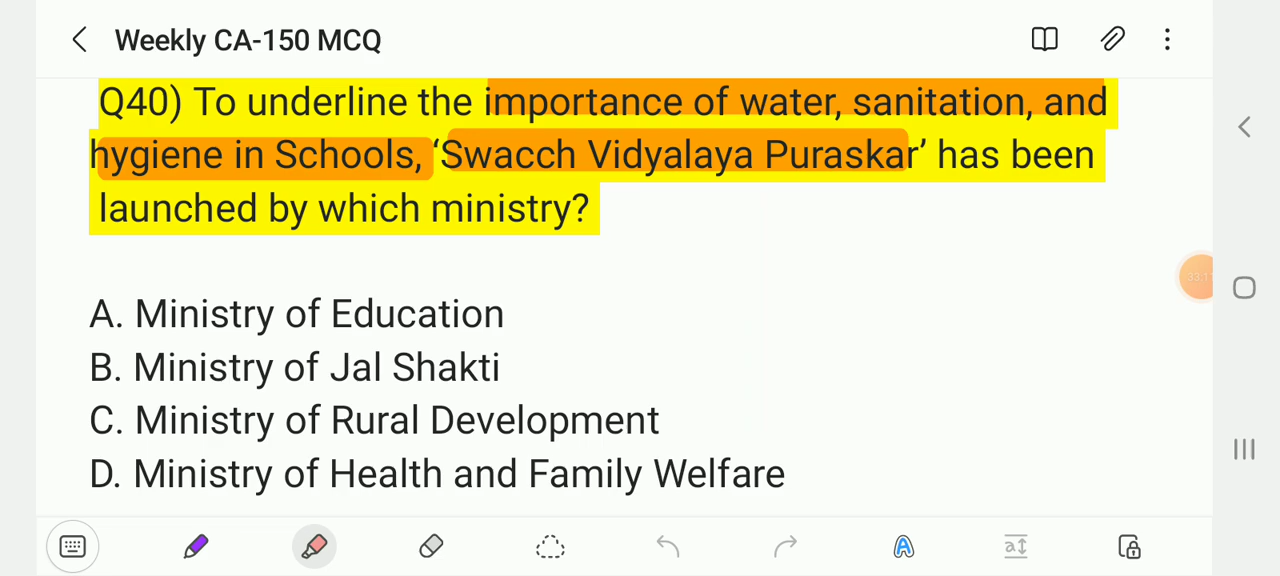 Weekly CA-150 MCQ
Q40) To underline the importance of water, sanitation, and
hygiene in Schools, ‘Swacch Vidyalaya Puraskar’ has been
launched by which ministry?
A. Ministry of Education
B. Ministry of Jal Shakti
C. Ministry of Rural Development
D. Ministry of Health and Family Welfare